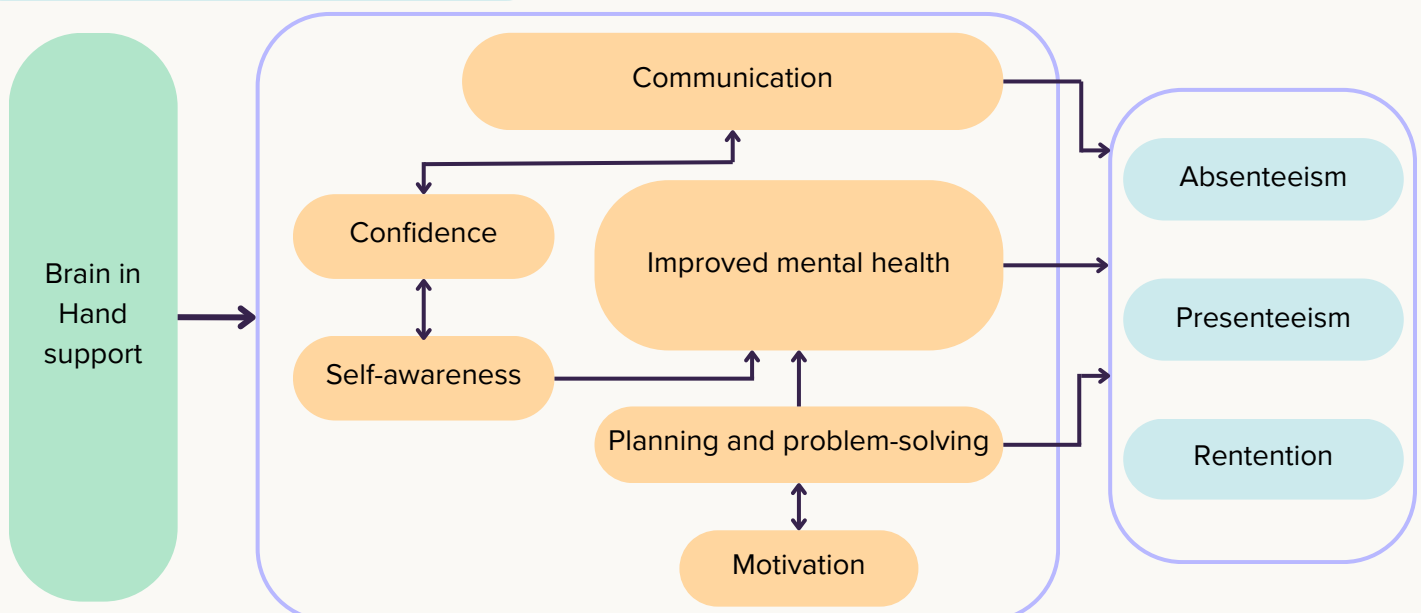 Brain in
Hand
support
Communication
Confidence
Self-awareness
Improved mental health
Planning and problem-solving
Motivation
Absenteeism
Presenteeism
Rentention